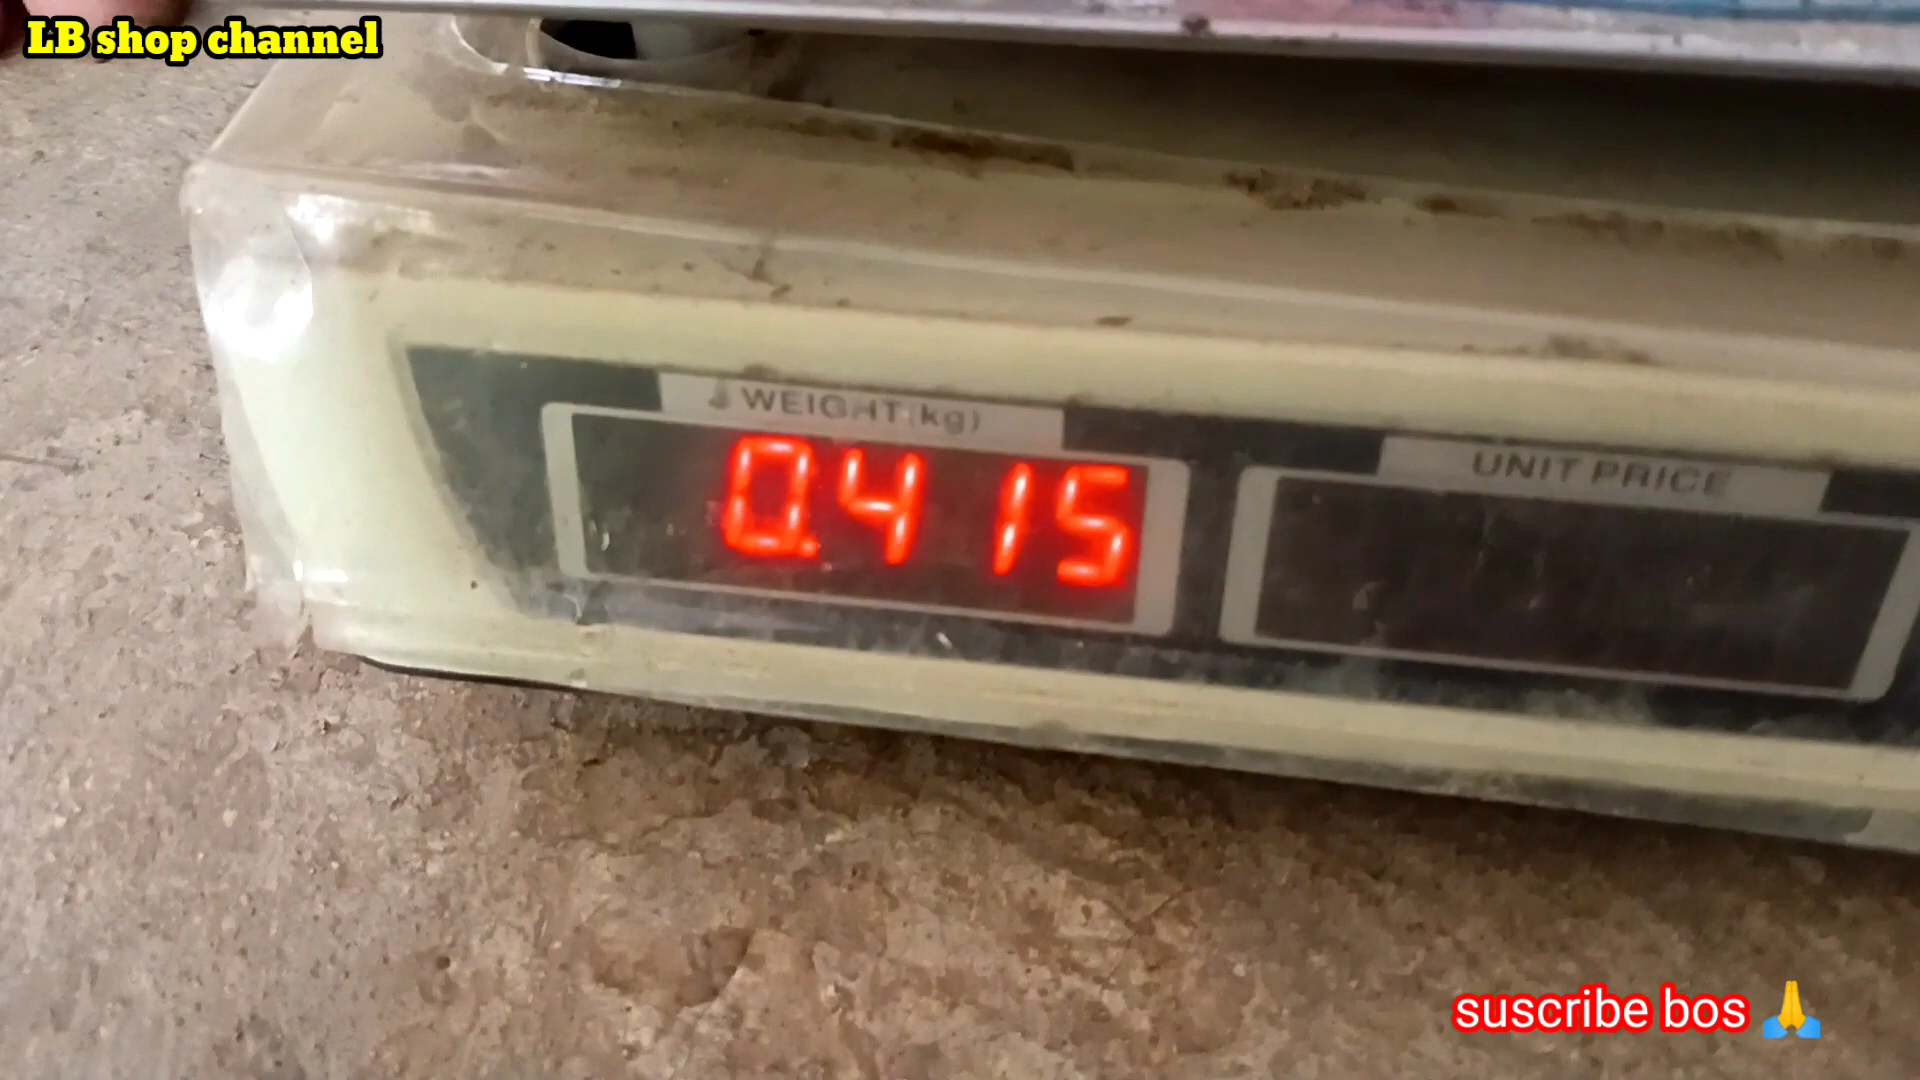 LB shop channel
WEIGHT(kg)
0.415
UNIT PRICE
suscribe bos 🙏